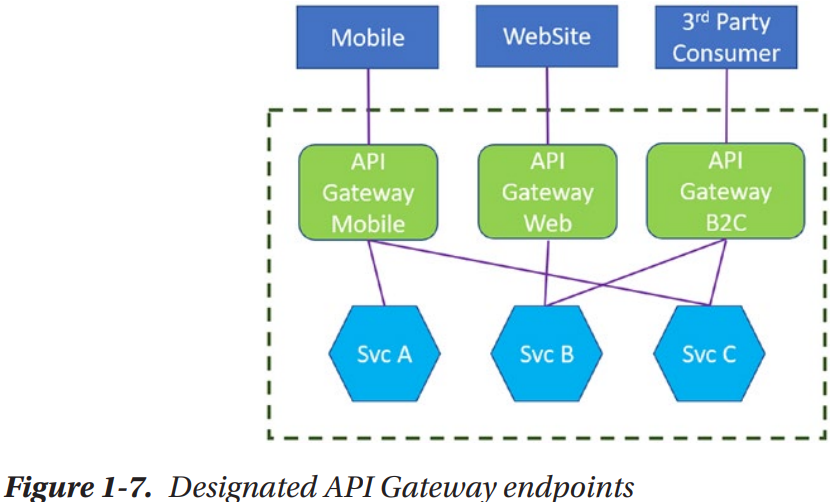 Mobile
WebSite
3rd Party
Consumer
API
Gateway
Mobile
API
Gateway
Web
API
Gateway
B2C
Svc A
Svc B
Svc C
Figure 1-7. Designated API Gateway endpoints